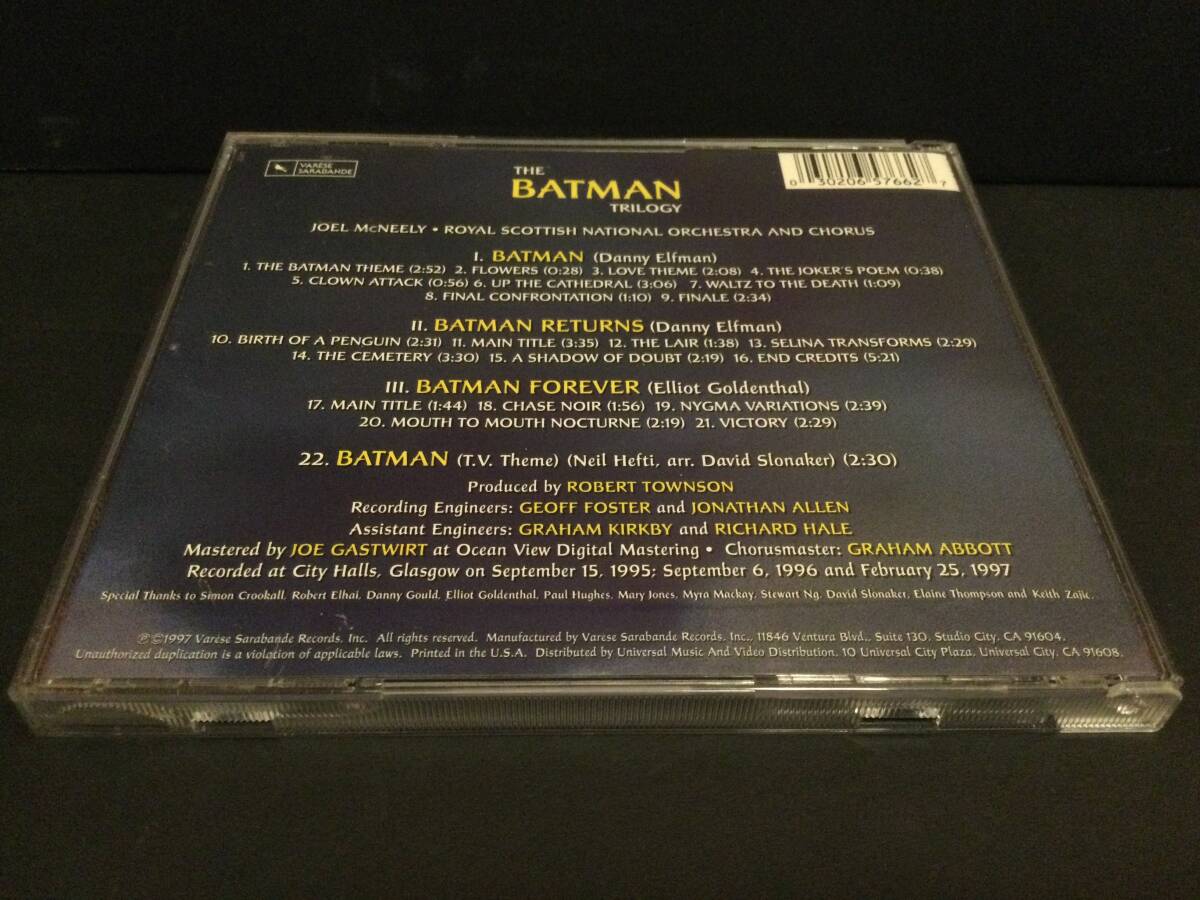 VARÈSE
SARABANDE
THE
BATMAN
TRILOGY
0 30206 57662 7
JOEL McNEELY • ROYAL SCOTTISH NATIONAL ORCHESTRA AND CHORUS
I. BATMAN (Danny Elfman)
1. THE BATMAN THEME (2:52) 2. FLOWERS (0:28) 3. LOVE THEME (2:08) 4. THE JOKER'S POEM (0:38)
5. CLOWN ATTACK (0:56) 6. UP THE CATHEDRAL (3:06) 7. WALTZ TO THE DEATH (1:09)
8. FINAL CONFRONTATION (1:10) 9. FINALE (2:34)
II. BATMAN RETURNS (Danny Elfman)
10. BIRTH OF A PENGUIN (2:31) 11. MAIN TITLE (3:35) 12. THE LAIR (1:38) 13. SELINA TRANSFORMS (2:29)
14. THE CEMETERY (3:30) 15. A SHADOW OF DOUBT (2:19) 16. END CREDITS (5:21)
III. BATMAN FOREVER (Elliot Goldenthal)
17. MAIN TITLE (1:44) 18. CHASE NOIR (1:56) 19. NYGMA VARIATIONS (2:39)
20. MOUTH TO MOUTH NOCTURNE (2:19) 21. VICTORY (2:29)
22. BATMAN (T.V. Theme) (Neil Hefti, arr. David Slonaker) (2:30)
Produced by ROBERT TOWNSON
Recording Engineers: GEOFF FOSTER and JONATHAN ALLEN
Assistant Engineers: GRAHAM KIRKBY and RICHARD HALE
Mastered by JOE GASTWIRT at Ocean View Digital Mastering • Chorusmaster: GRAHAM ABBOTT
Recorded at City Halls, Glasgow on September 15, 1995; September 6, 1996 and February 25, 1997
Special Thanks to Simon Crookall, Robert Elhai, Danny Gould, Elliot Goldenthal, Paul Hughes, Mary Jones, Myra Mackay, Stewart Ng, David Slonaker, Elaine Thompson and Keith Zajic.
℗©1997 Varèse Sarabande Records, Inc. All rights reserved. Manufactured by Varèse Sarabande Records, Inc., 11846 Ventura Blvd., Suite 130, Studio City, CA 91604.
Unauthorized duplication is a violation of applicable laws. Printed in the U.S.A. Distributed by Universal Music And Video Distribution, 10 Universal City Plaza, Universal City, CA 91608.